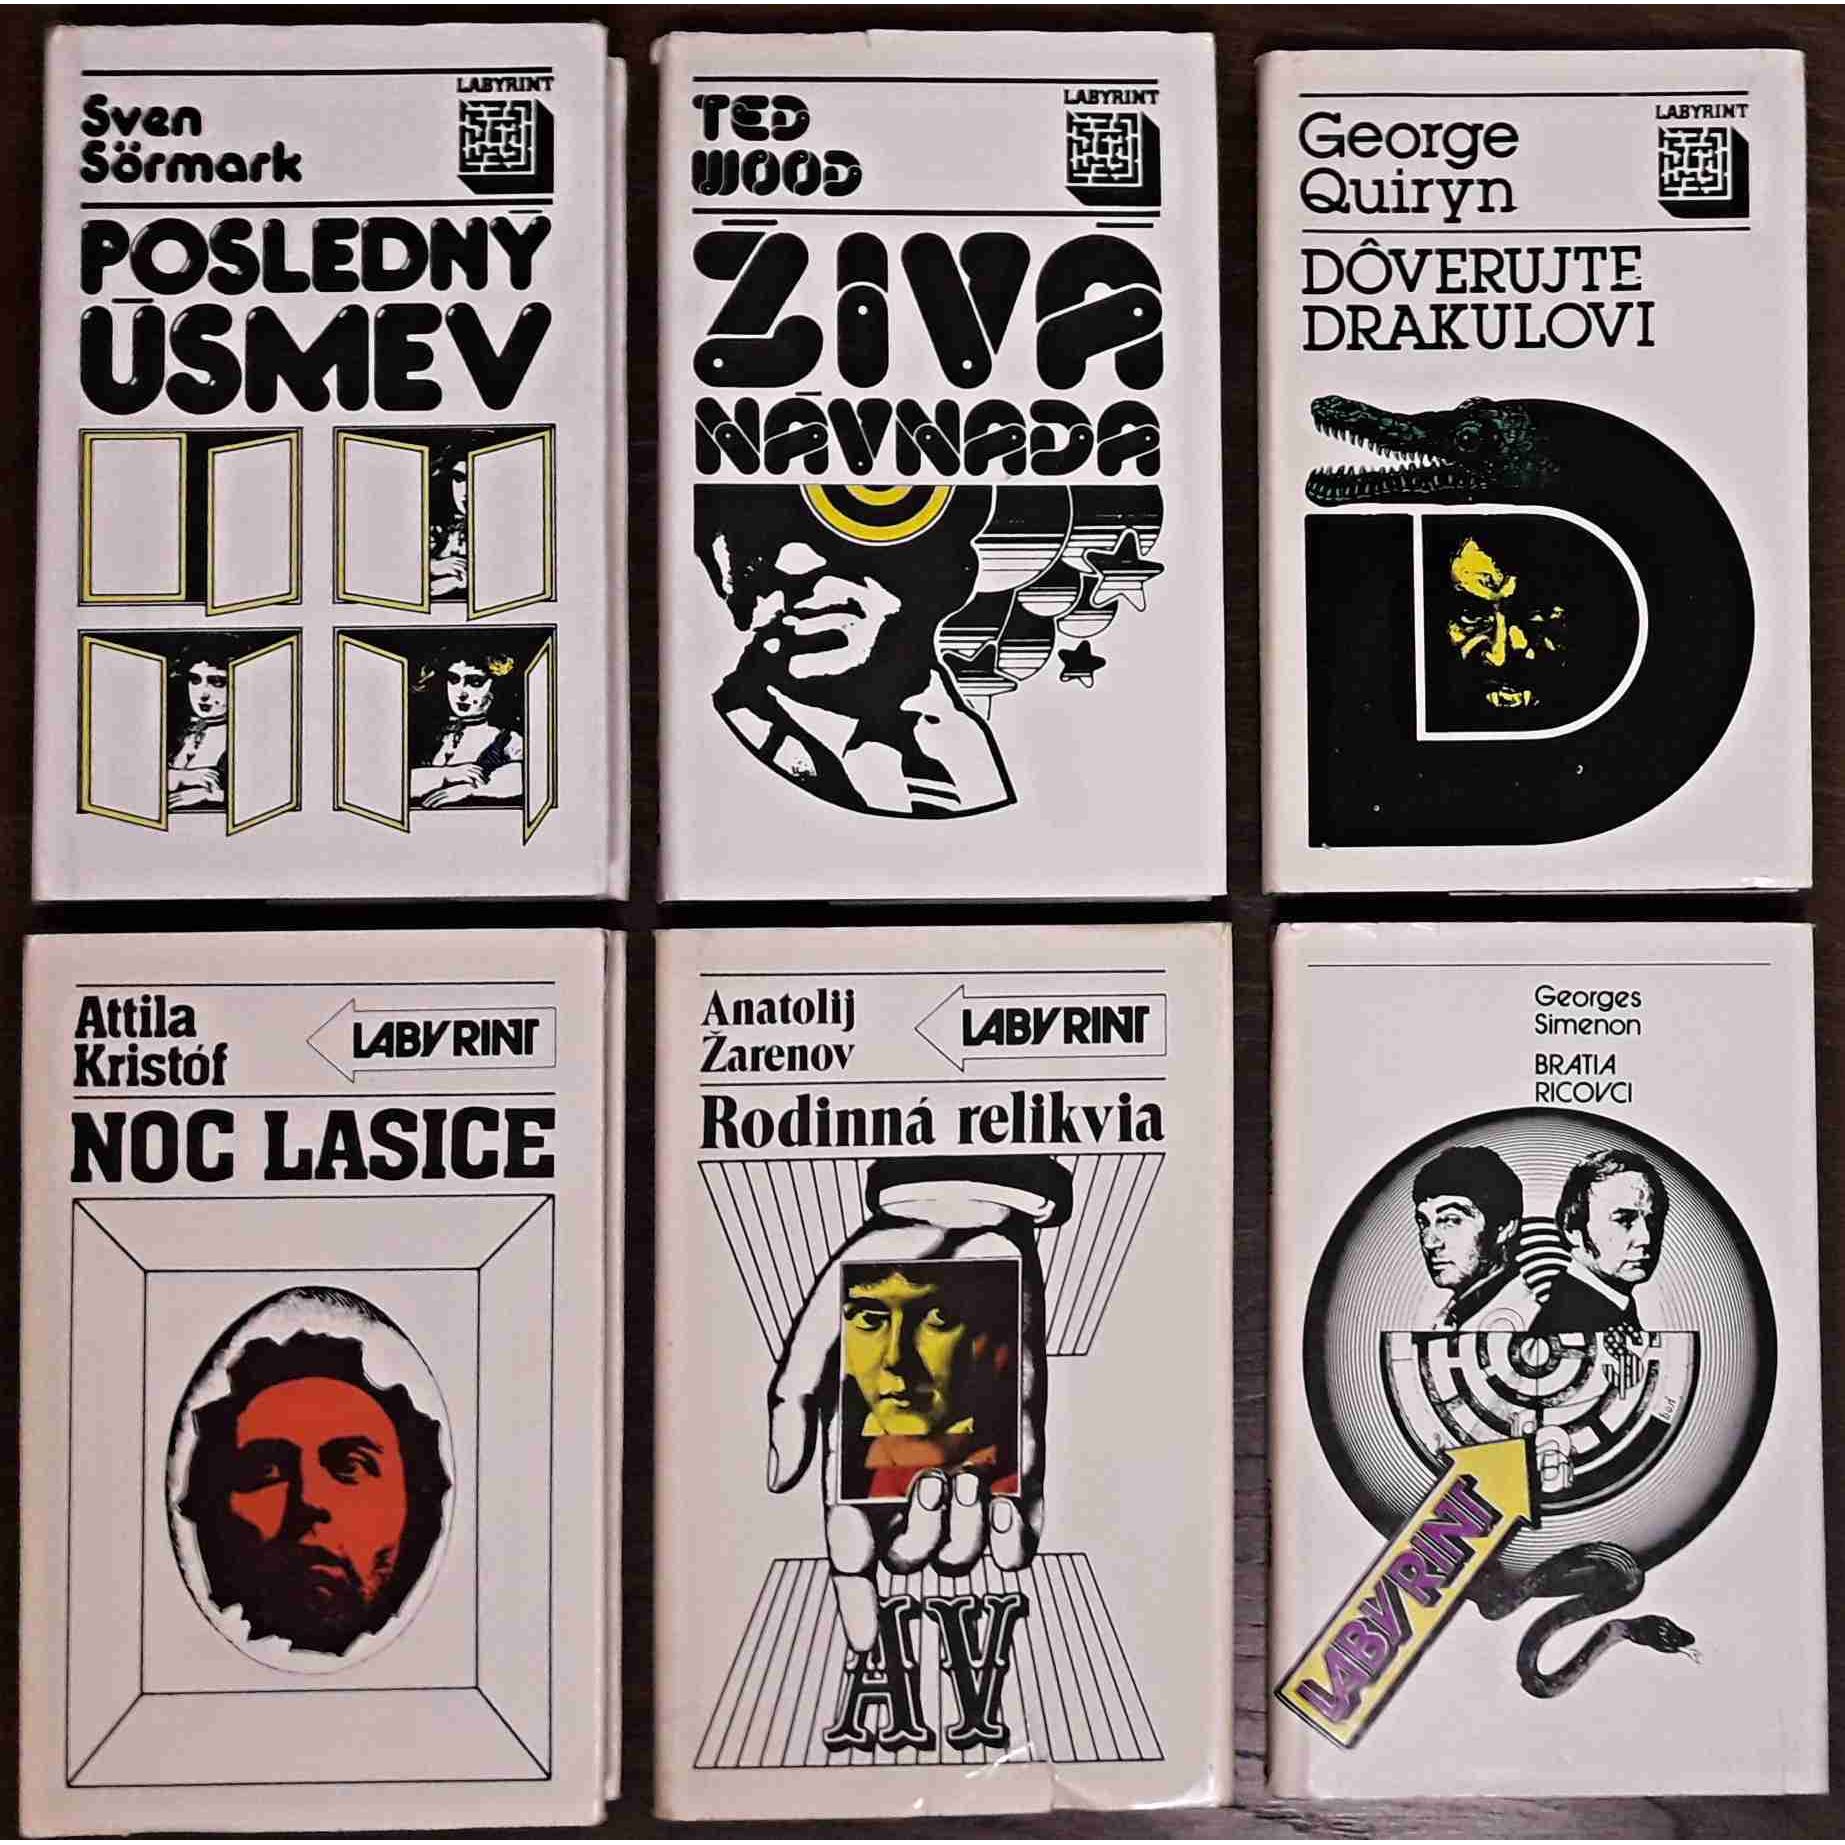 LABYRINT
Sven
Sörmark
POSLEDNÝ
ÚSMEV
LABYRINT
TED
WOOD
ŽIVÁ
NÁVNADA
LABYRINT
George
Quiryn
DÔVERUJTE
DRAKULOVI
Attila
Kristóf
LABYRINT
NOC LASICE
Anatolij
Žarenov
LABYRINT
Rodinná relikvia
AV
Georges
Simenon
BRATIA
RICOVCI
LABYRINT